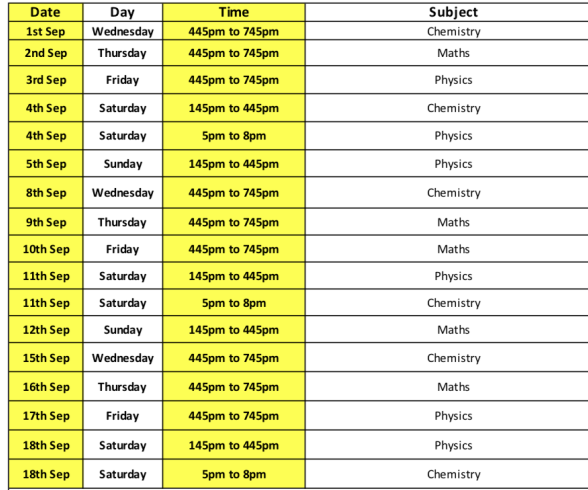 Date Day Time Subject
1st Sep Wednesday 445pm to 745pm Chemistry
2nd Sep Thursday 445pm to 745pm Maths
3rd Sep Friday 445pm to 745pm Physics
4th Sep Saturday 145pm to 445pm Chemistry
4th Sep Saturday 5pm to 8pm Physics
5th Sep Sunday 145pm to 445pm Physics
8th Sep Wednesday 445pm to 745pm Chemistry
9th Sep Thursday 445pm to 745pm Maths
10th Sep Friday 445pm to 745pm Maths
11th Sep Saturday 145pm to 445pm Physics
11th Sep Saturday 5pm to 8pm Chemistry
12th Sep Sunday 145pm to 445pm Maths
15th Sep Wednesday 445pm to 745pm Chemistry
16th Sep Thursday 445pm to 745pm Maths
17th Sep Friday 445pm to 745pm Physics
18th Sep Saturday 145pm to 445pm Physics
18th Sep Saturday 5pm to 8pm Chemistry